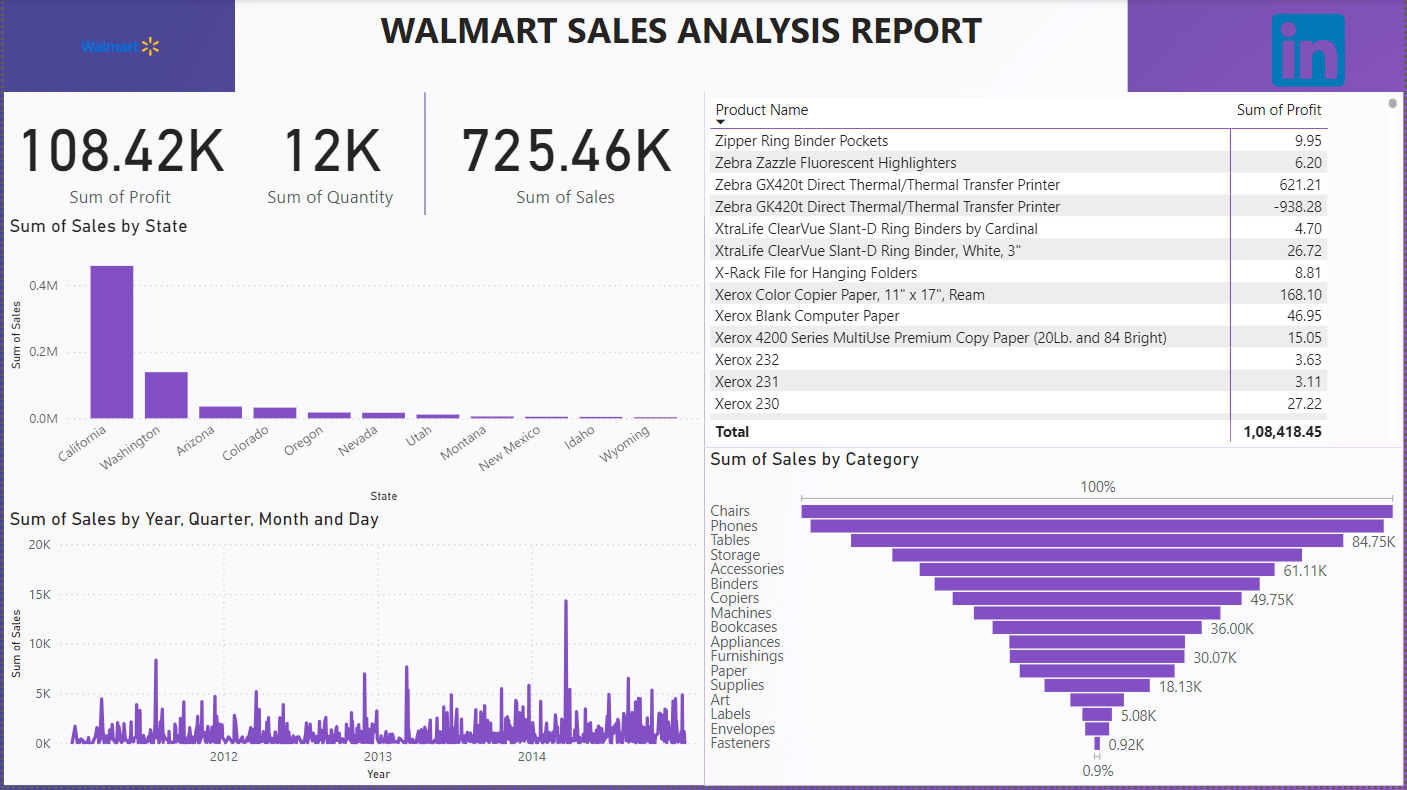 Walmart
WALMART SALES ANALYSIS REPORT
in
108.42K
Sum of Profit
12K
Sum of Quantity
725.46K
Sum of Sales
Sum of Sales by State
Sum of Sales
0.4M
0.2M
0.0M
California
Washington
Arizona
Colorado
Oregon
Nevada
Utah
Montana
New Mexico
Idaho
Wyoming
State
Sum of Sales by Year, Quarter, Month and Day
Sum of Sales
20K
15K
10K
5K
0K
2012
2013
2014
Year
Product Name Sum of Profit
Zipper Ring Binder Pockets 9.95
Zebra Zazzle Fluorescent Highlighters 6.20
Zebra GX420t Direct Thermal/Thermal Transfer Printer 621.21
Zebra GK420t Direct Thermal/Thermal Transfer Printer -938.28
XtraLife ClearVue Slant-D Ring Binders by Cardinal 4.70
XtraLife ClearVue Slant-D Ring Binder, White, 3" 26.72
X-Rack File for Hanging Folders 8.81
Xerox Color Copier Paper, 11" x 17", Ream 168.10
Xerox Blank Computer Paper 46.95
Xerox 4200 Series MultiUse Premium Copy Paper (20Lb. and 84 Bright) 15.05
Xerox 232 3.63
Xerox 231 3.11
Xerox 230 27.22
Total 1,08,418.45
Sum of Sales by Category
100%
Chairs
Phones
Tables 84.75K
Storage
Accessories 61.11K
Binders
Copiers 49.75K
Machines
Bookcases 36.00K
Appliances
Furnishings 30.07K
Paper
Supplies 18.13K
Art
Labels 5.08K
Envelopes
Fasteners 0.92K
0.9%